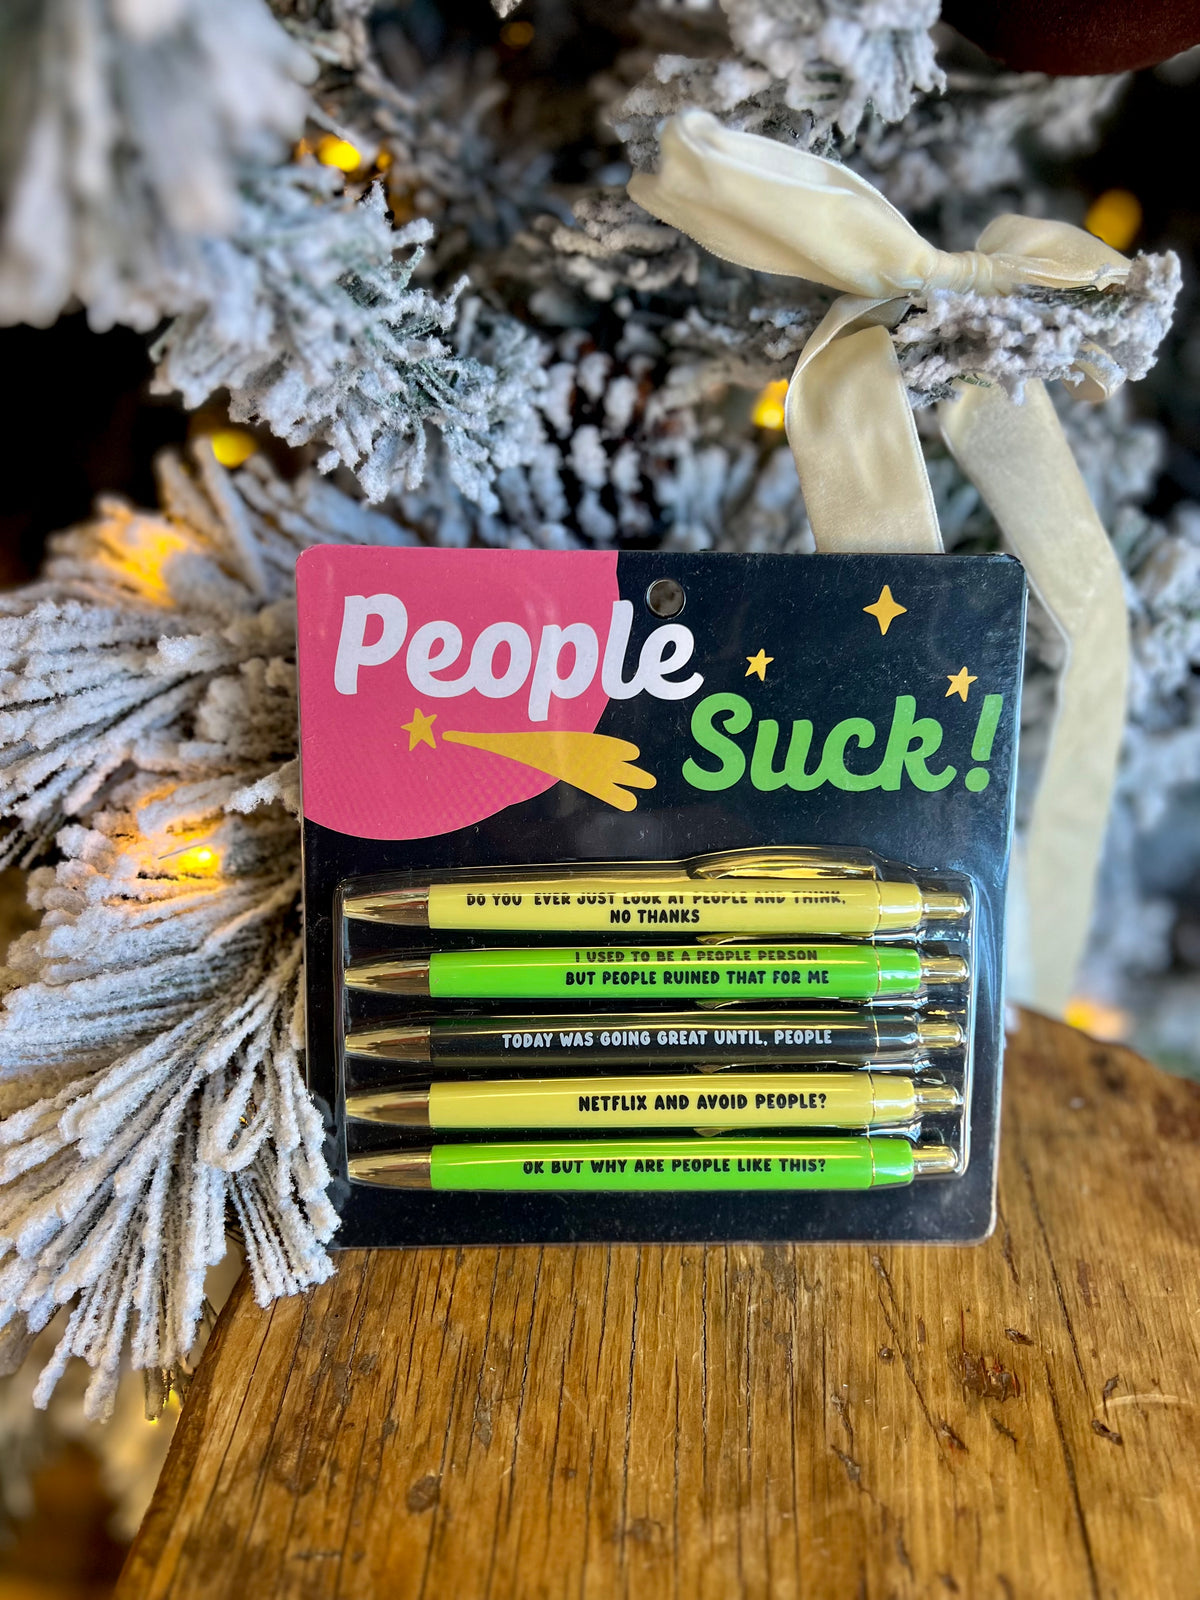 People
Suck!
DO YOU EVER JUST LOOK AT PEOPLE AND THINK,
NO THANKS
I USED TO BE A PEOPLE PERSON
BUT PEOPLE RUINED THAT FOR ME
TODAY WAS GOING GREAT UNTIL, PEOPLE
NETFLIX AND AVOID PEOPLE?
OK BUT WHY ARE PEOPLE LIKE THIS?